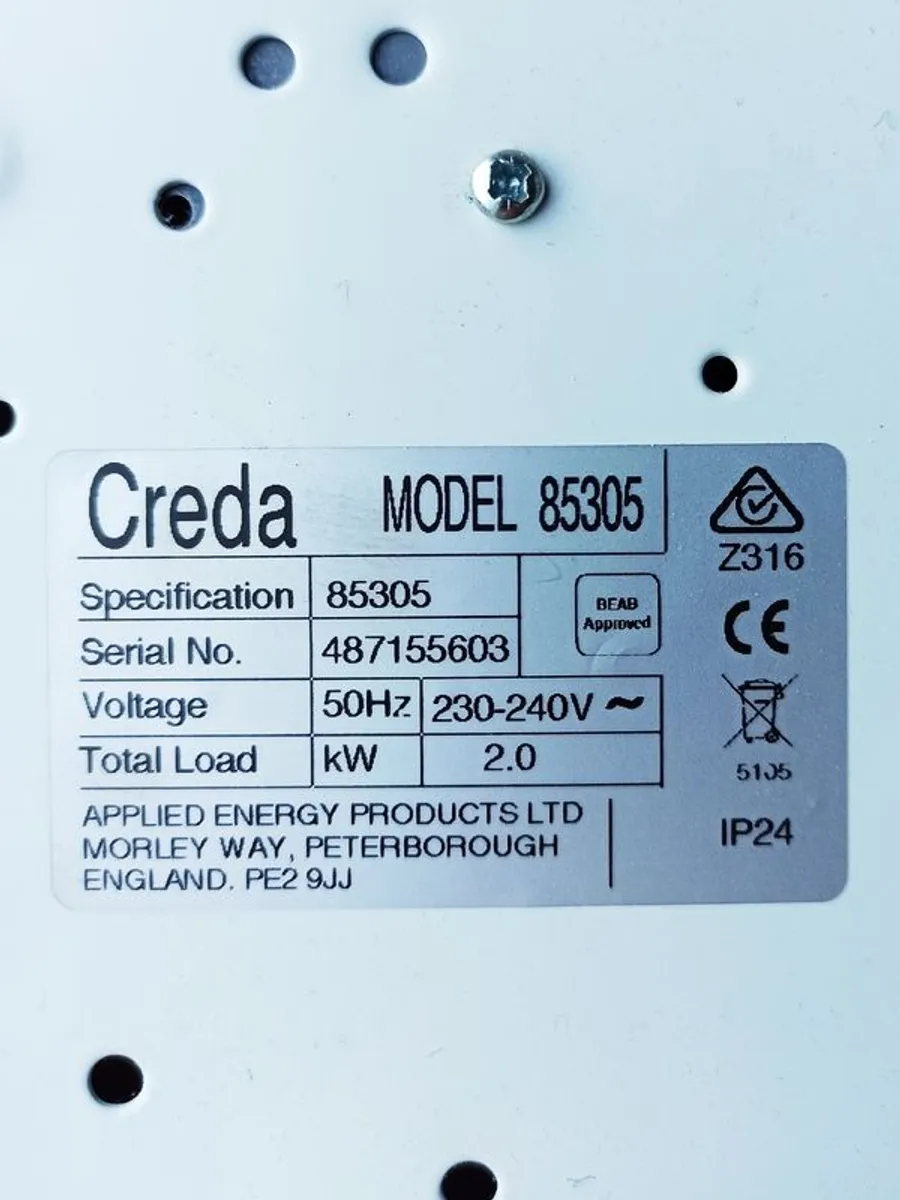 Creda MODEL 85305
Z316
Specification 85305
BEAB
Approved
CE
Serial No. 487155603
Voltage 50Hz 230-240V ~
Total Load kW 2.0
5105
APPLIED ENERGY PRODUCTS LTD
MORLEY WAY, PETERBOROUGH
ENGLAND. PE2 9JJ
IP24